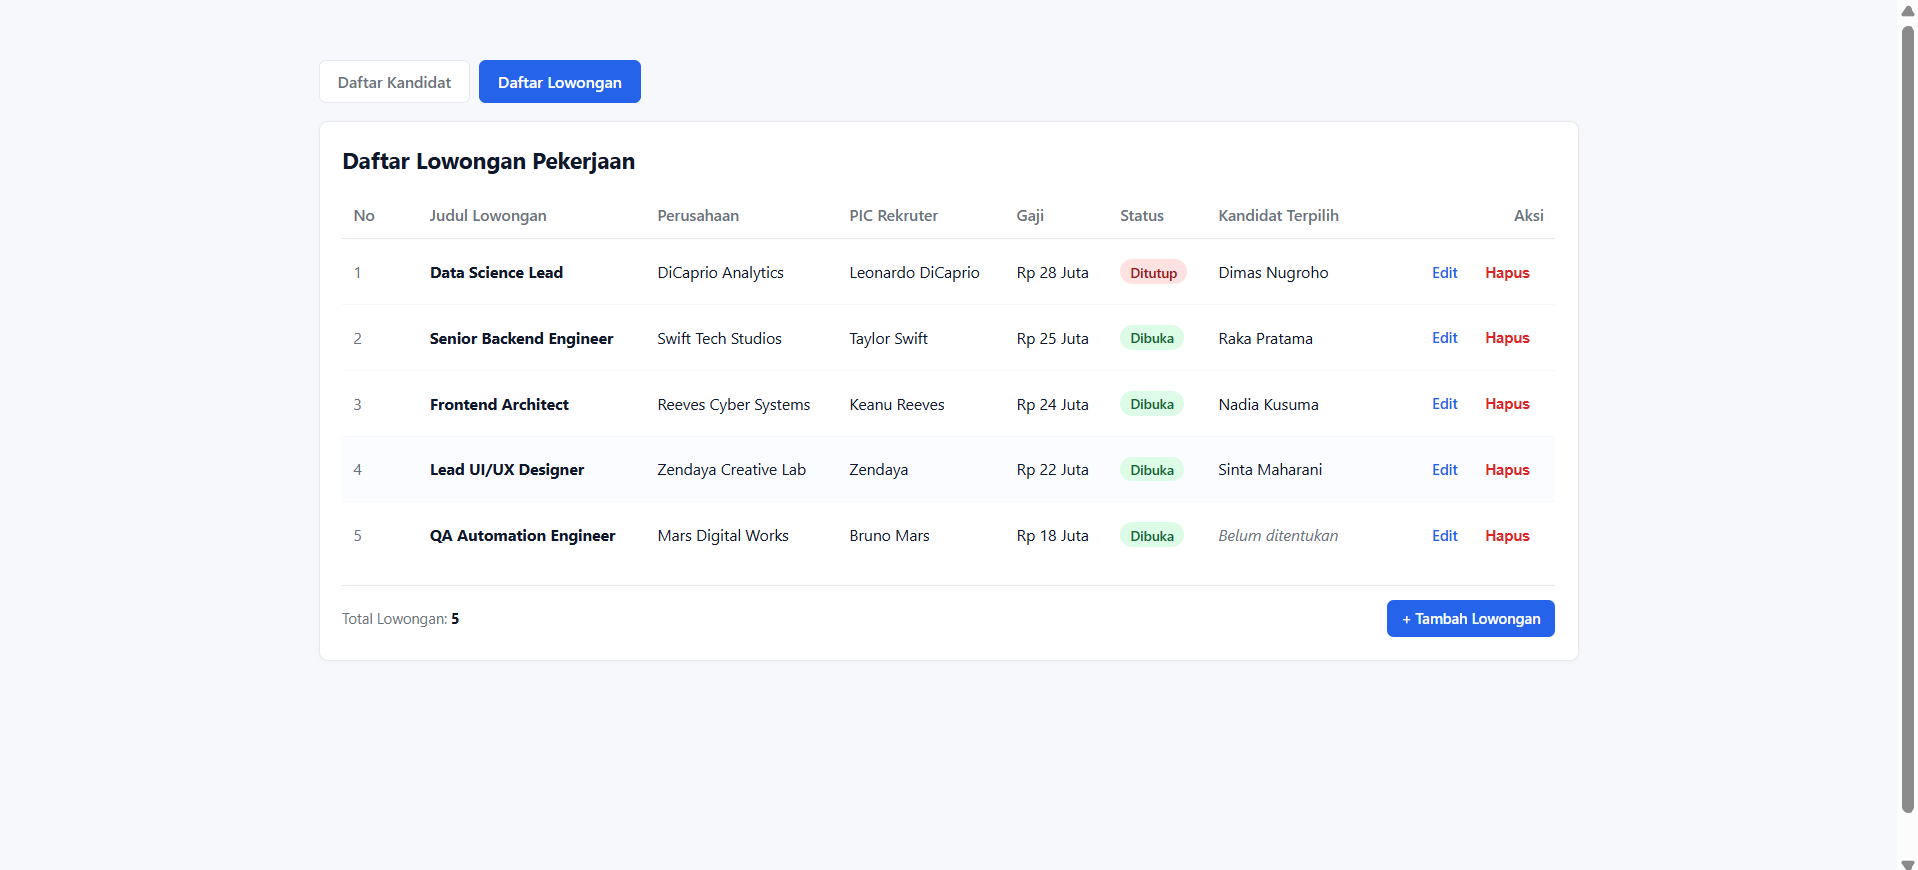 Daftar Kandidat Daftar Lowongan
Daftar Lowongan Pekerjaan
No Judul Lowongan Perusahaan PIC Rekruter Gaji Status Kandidat Terpilih Aksi
1 Data Science Lead DiCaprio Analytics Leonardo DiCaprio Rp 28 Juta Ditutup Dimas Nugroho Edit Hapus
2 Senior Backend Engineer Swift Tech Studios Taylor Swift Rp 25 Juta Dibuka Raka Pratama Edit Hapus
3 Frontend Architect Reeves Cyber Systems Keanu Reeves Rp 24 Juta Dibuka Nadia Kusuma Edit Hapus
4 Lead UI/UX Designer Zendaya Creative Lab Zendaya Rp 22 Juta Dibuka Sinta Maharani Edit Hapus
5 QA Automation Engineer Mars Digital Works Bruno Mars Rp 18 Juta Dibuka Belum ditentukan Edit Hapus
Total Lowongan: 5 + Tambah Lowongan